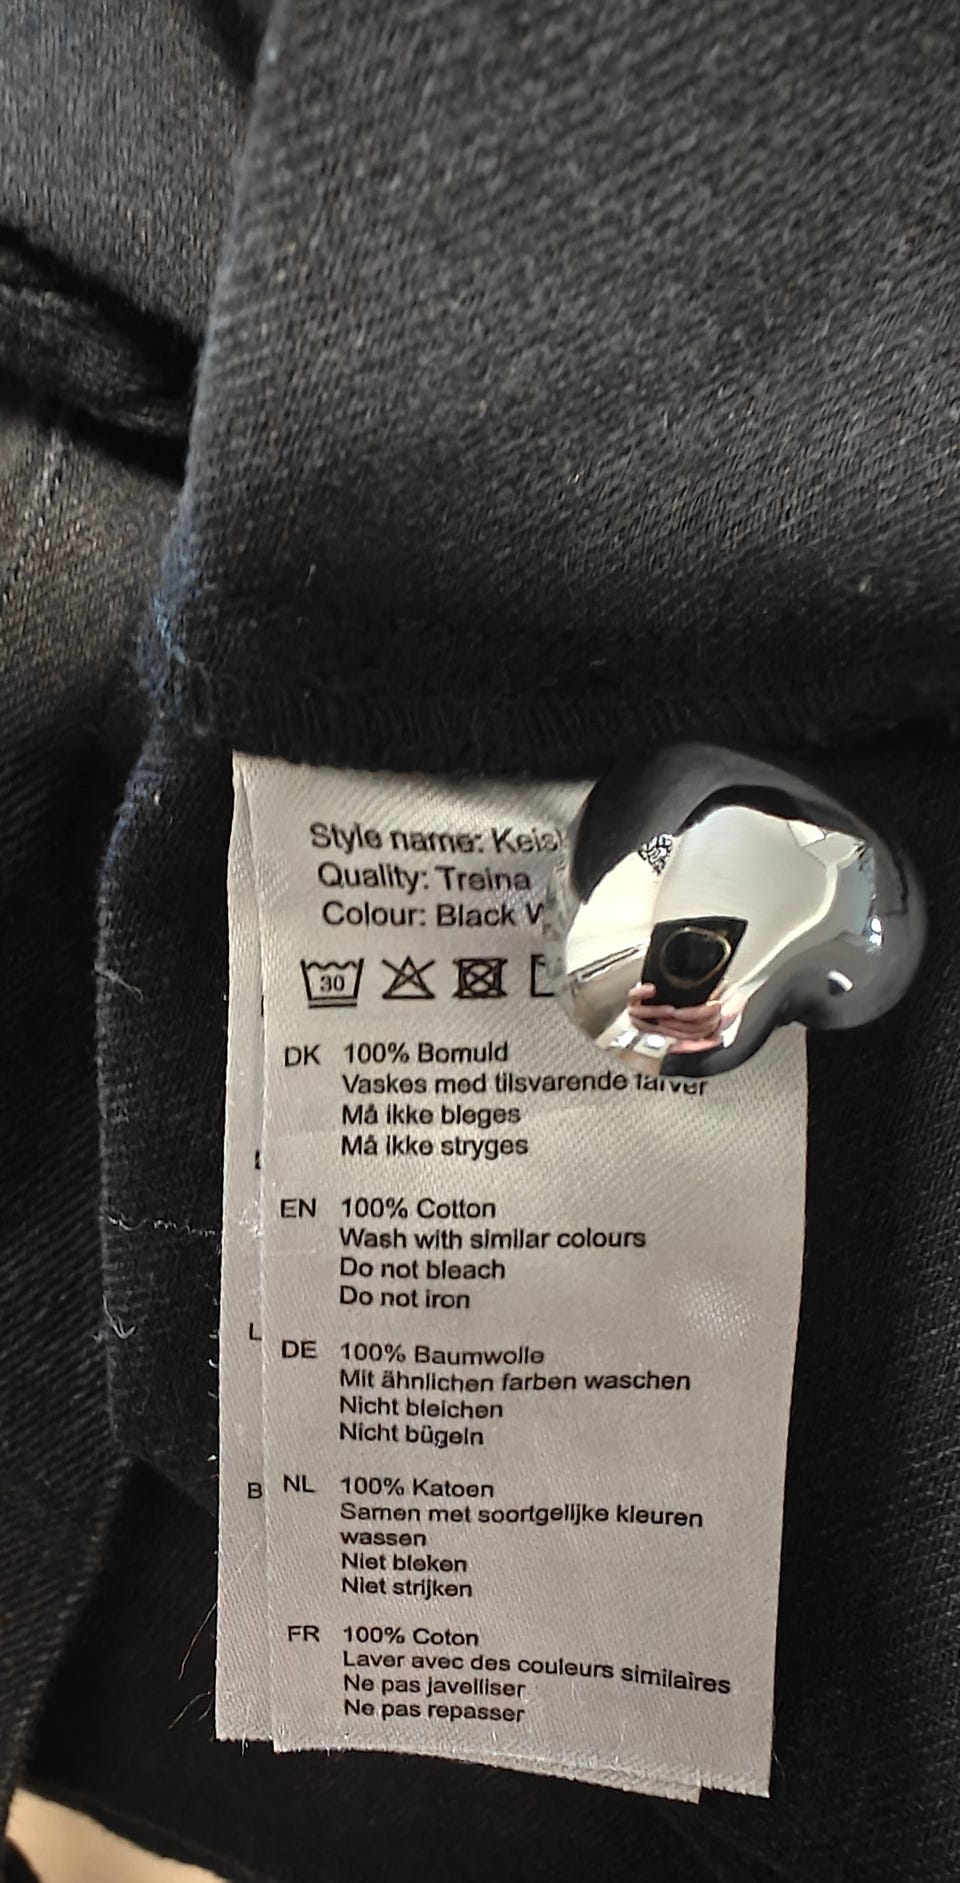 Style name:
Quality: Treina
Colour: Black
30
DK 100% Bomuld
Vaskes med tilsvarende farver
Må ikke bleges
Må ikke stryges
EN 100% Cotton
Wash with similar colours
Do not bleach
Do not iron
DE 100% Baumwolle
Mit ähnlichen farben waschen
Nicht bleichen
Nicht bügeln
NL 100% Katoen
Samen met soortgelijke kleuren
wassen
Niet bleken
Niet strijken
FR 100% Coton
Laver avec des couleurs similaires
Ne pas javelliser
Ne pas repasser
L
B